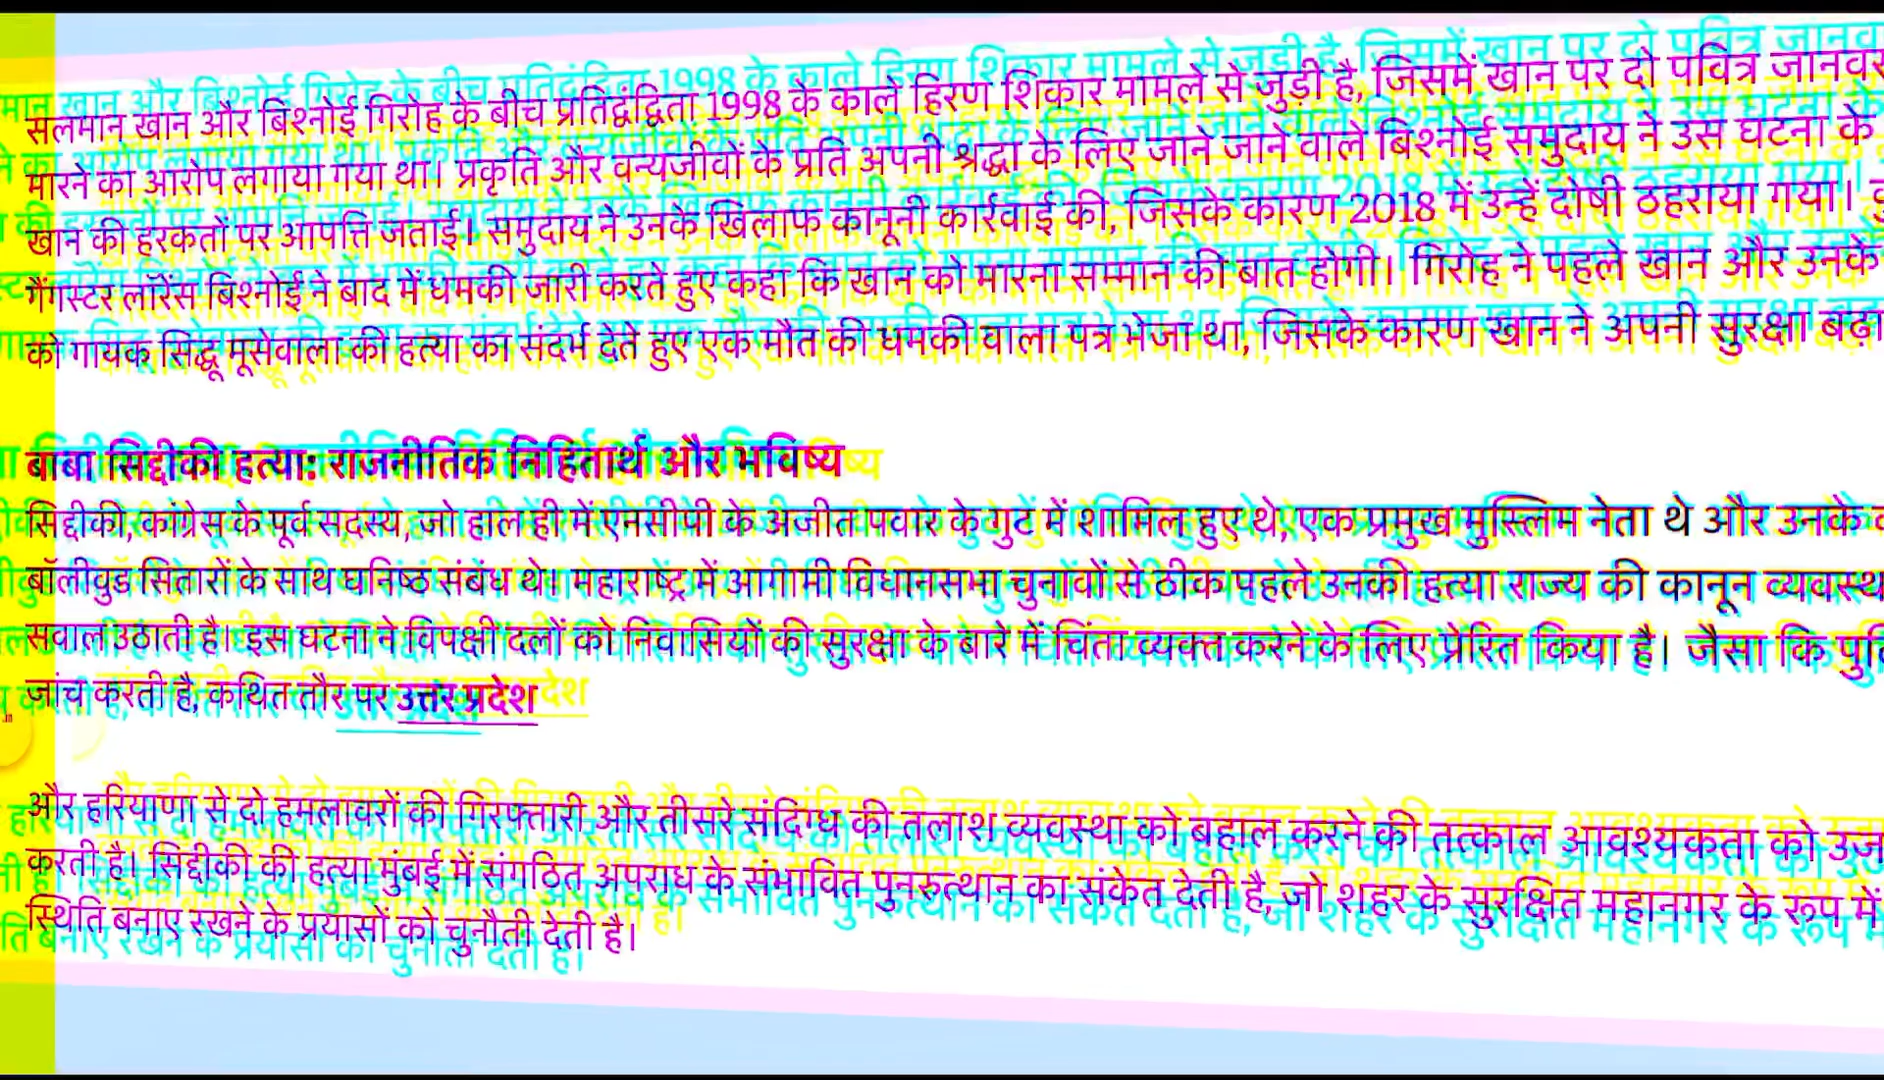 सलमान खान और बिश्नोई गिरोह के बीच प्रतिद्वंद्विता 1998 के काले हिरण शिकार मामले से जुड़ी है, जिसमें खान पर दो पवित्र
मारने का आरोप लगाया गया था। प्रकृति और वन्यजीवों के प्रति अपनी श्रद्धा के लिए जाने जाने वाले बिश्नोई समुदाय ने उस घटना के
खान की हरकतों पर आपत्ति जताई। समुदाय ने उनके खिलाफ कानूनी कार्रवाई की, जिसके कारण 2018 में उन्हें दोषी ठहराया गया।
गैंगस्टर लॉरेंस बिश्नोई ने बाद में धमकी जारी करते हुए कहा कि खान को मारना सम्मान की बात होगी। गिरोह ने पहले खान और उनके
को गायक सिद्धू मूसेवाला की हत्या का संदर्भ देते हुए एक मौत की धमकी वाला पत्र भेजा था, जिसके कारण खान ने अपनी सुरक्षा
बाबा सिद्दीकी हत्या: राजनीतिक निहितार्थ और भविष्य
सिद्दीकी, कांग्रेस के पूर्व सदस्य, जो हाल ही में एनसीपी के अजीत पवार के गुट में शामिल हुए थे, एक प्रमुख मुस्लिम नेता थे और उनके
बॉलीवुड सितारों के साथ घनिष्ठ संबंध थे। महाराष्ट्र में आगामी विधानसभा चुनावों से ठीक पहले उनकी हत्या राज्य की कानून
सवाल उठाती है। इस घटना ने विपक्षी दलों को निवासियों की सुरक्षा के बारे में चिंता व्यक्त करने के लिए प्रेरित किया है। जैसा कि
जांच करती है, कथित तौर पर उत्तर प्रदेश
और हरियाणा से दो हमलावरों की गिरफ्तारी और तीसरे संदिग्ध की तलाश व्यवस्था को बहाल करने की तत्काल आवश्यकता को
करती है। सिद्दीकी की हत्या मुंबई में संगठित अपराध के संभावित पुनरुत्थान का संकेत देती है, जो शहर के सुरक्षित महानगर के रूप में
स्थिति बनाए रखने के प्रयासों को चुनौती देती है।